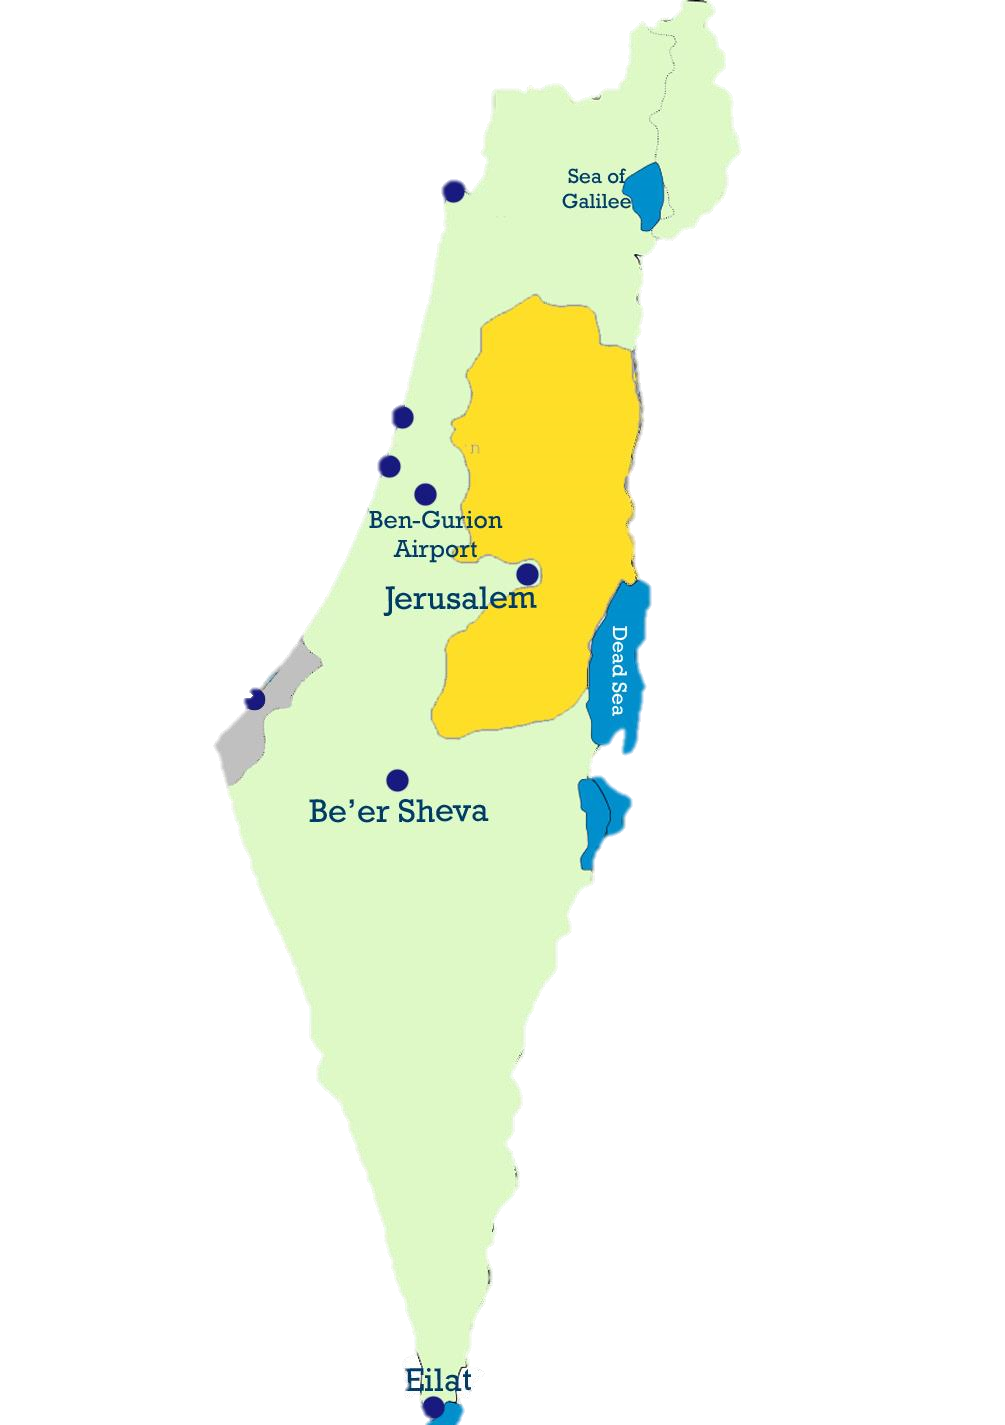 Sea of
Galilee
n
Ben-Gurion
Airport
Jerusalem
Dead Sea
Be’er Sheva
Eilat